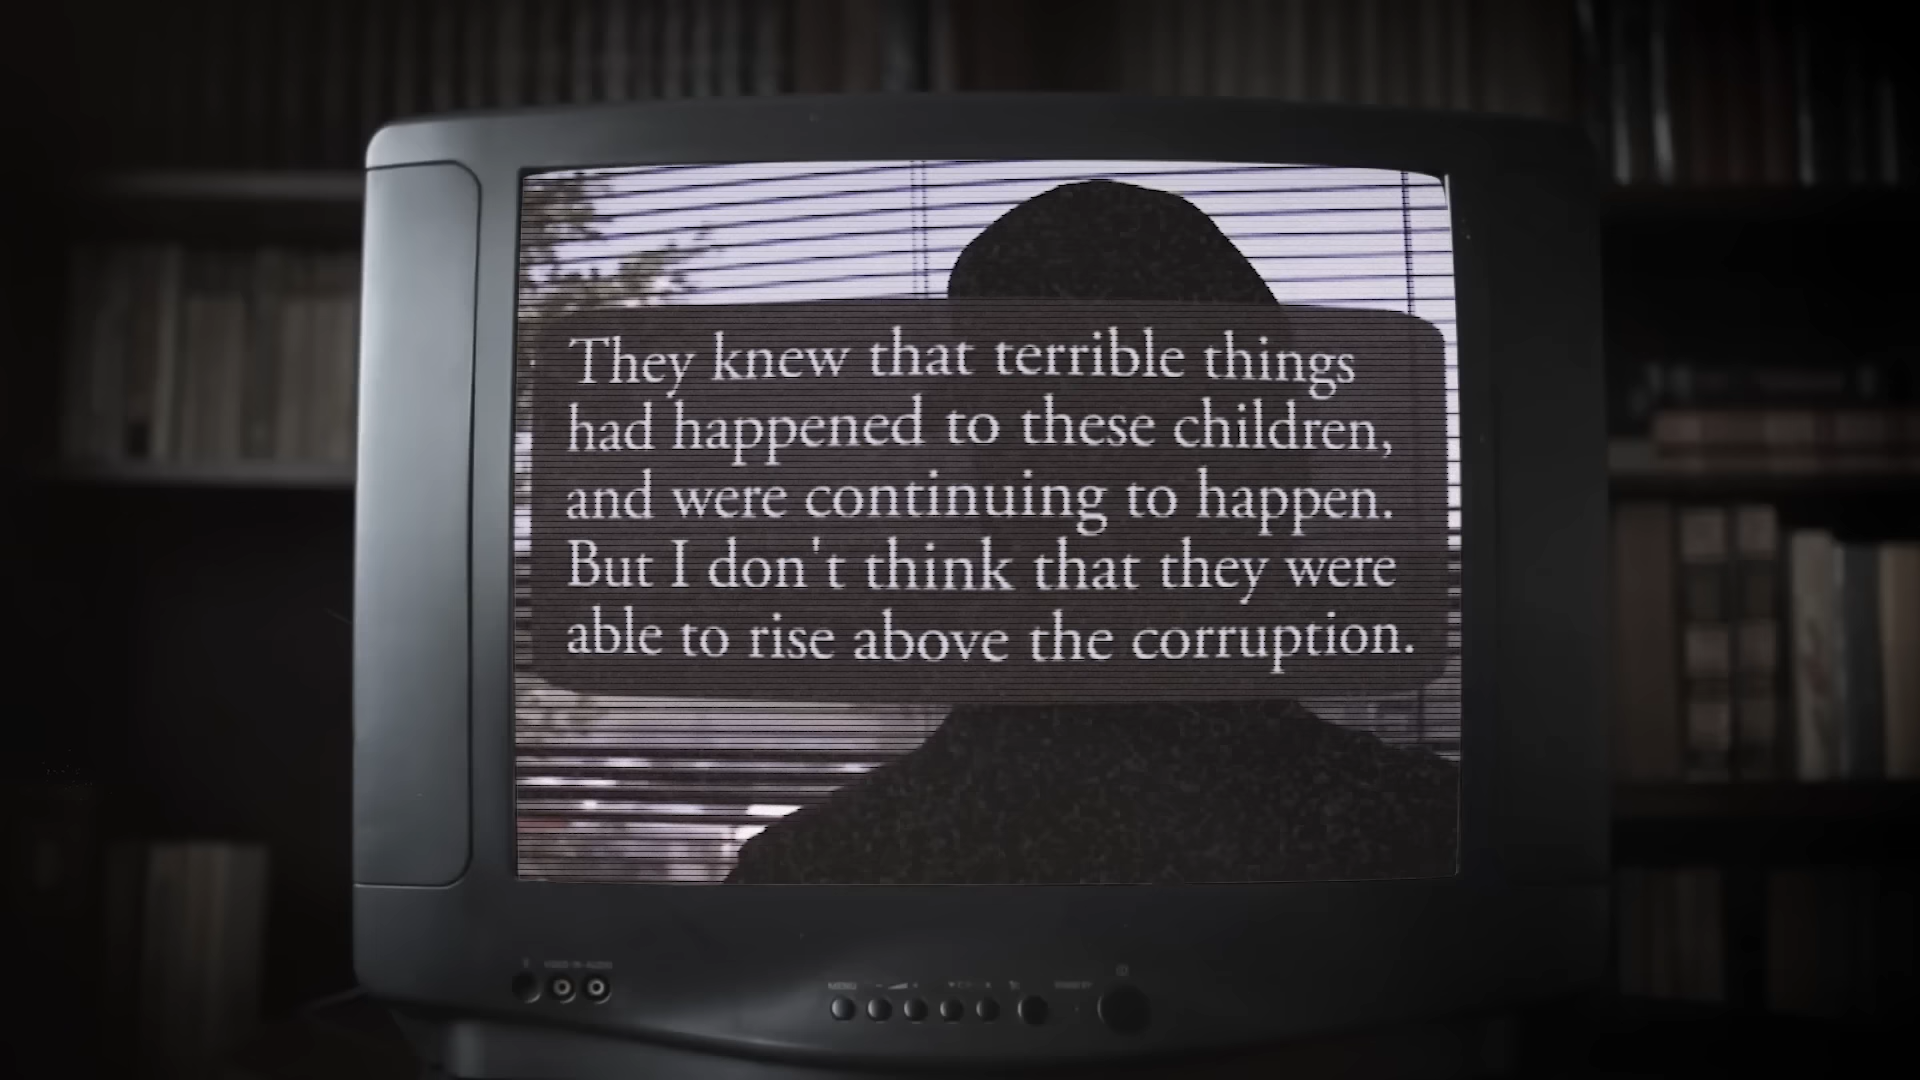 They knew that terrible things
had happened to these children,
and were continuing to happen.
But I don't think that they were
able to rise above the corruption.
MENU